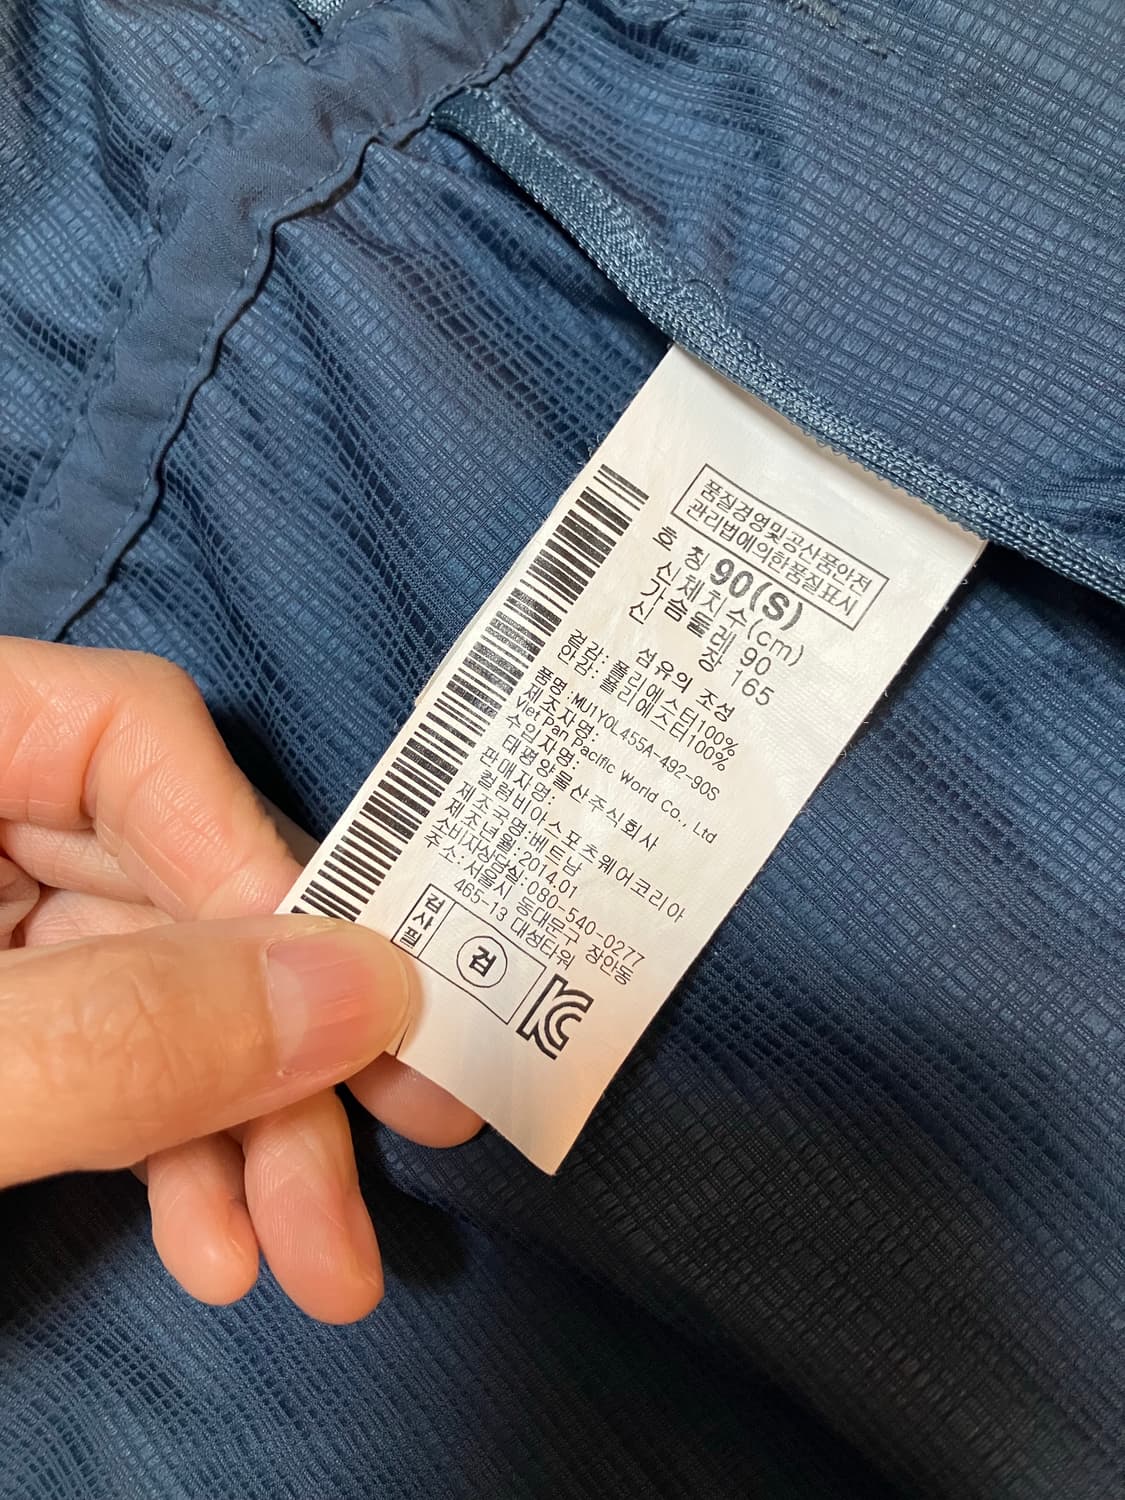 품질경영및공사품안전
관리법에의한품질표시
호 칭 90(S)
신체치수(cm)
가슴둘레 90
신 장 165
섬유의 조성
겉감: 폴리에스터100%
안감: 폴리에스터100%
품명:MU1YOL455A-492-90S
제조자명:
Viet Pan Pacific World Co., Ltd
수입자명:
태평양물산주식회사
판매자명:
컬럼비아스포츠웨어코리아
제조국명:베트남
제조년월:2014.01
소비자상담실:080-540-0277
주소:서울시 동대문구 장안동
465-13 대성타워
검사필
검
KC